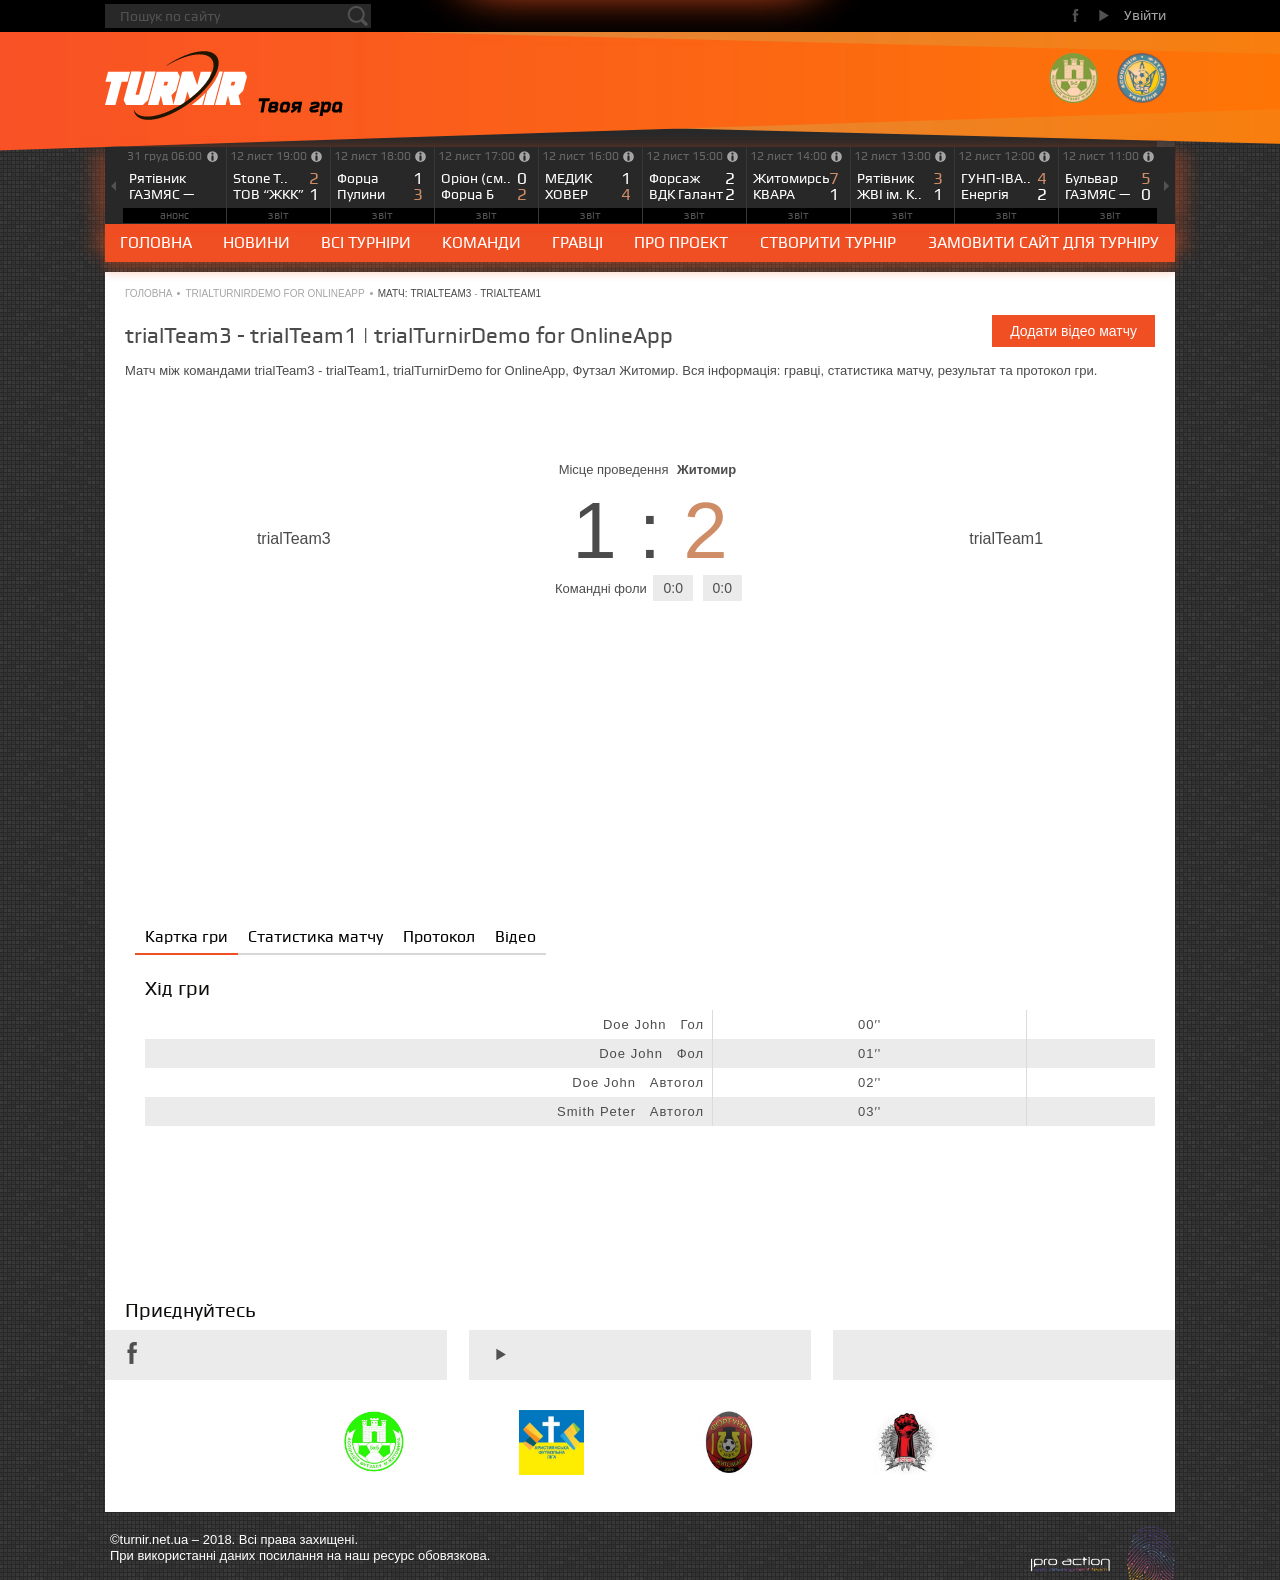 Пошук по сайту
Увійти
TURNIR
Твоя гра
31 груд 06:00 12 лист 19:00 12 лист 18:00 12 лист 17:00 12 лист 16:00 12 лист 15:00 12 лист 14:00 12 лист 13:00 12 лист 12:00 12 лист 11:00
Рятівник Stone T.. 2 Форца 1 Оріон (см.. 0 МЕДИК 1 Форсаж 2 Житомирсь 7 Рятівник 3 ГУНП-ІВА.. 4 Бульвар 5
ГАЗМЯС — ТОВ “ЖКК” 1 Пулини 3 Форца Б 2 ХОВЕР 4 ВДК Галант 2 КВАРА 1 ЖВІ ім. К.. 1 Енергія 2 ГАЗМЯС — 0
анонс звіт звіт звіт звіт звіт звіт звіт звіт звіт
ГОЛОВНА НОВИНИ ВСІ ТУРНІРИ КОМАНДИ ГРАВЦІ ПРО ПРОЕКТ СТВОРИТИ ТУРНІР ЗАМОВИТИ САЙТ ДЛЯ ТУРНІРУ
ГОЛОВНА • TRIALTURNIRDEMO FOR ONLINEAPP • МАТЧ: TRIALTEAM3 - TRIALTEAM1
trialTeam3 - trialTeam1 | trialTurnirDemo for OnlineApp
Додати відео матчу
Матч між командами trialTeam3 - trialTeam1, trialTurnirDemo for OnlineApp, Футзал Житомир. Вся інформація: гравці, статистика матчу, результат та протокол гри.
Місце проведення Житомир
trialTeam3 1 : 2 trialTeam1
Командні фоли 0:0 0:0
Картка гри Статистика матчу Протокол Відео
Хід гри
Doe John Гол 00''
Doe John Фол 01''
Doe John Автогол 02''
Smith Peter Автогол 03''
Приєднуйтесь
©turnir.net.ua – 2018. Всі права захищені.
При використанні даних посилання на наш ресурс обовязкова.
pro action